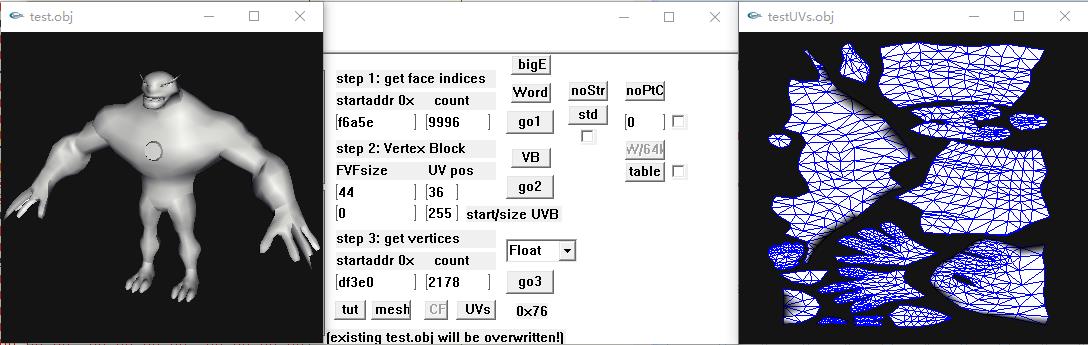 test.obj
testUVs.obj
bigE
step 1: get face indices
Word
noStr
noPtC
startaddr 0x count
std
f6a5e 9996 go1 0
step 2: Vertex Block
VB
FVFsize UV pos
table
44 36 go2
0 255 start/size UVB
step 3: get vertices
Float
startaddr 0x count
df3e0 2178 go3
tut mesh CF UVs 0x76
(existing test.obj will be overwritten!)